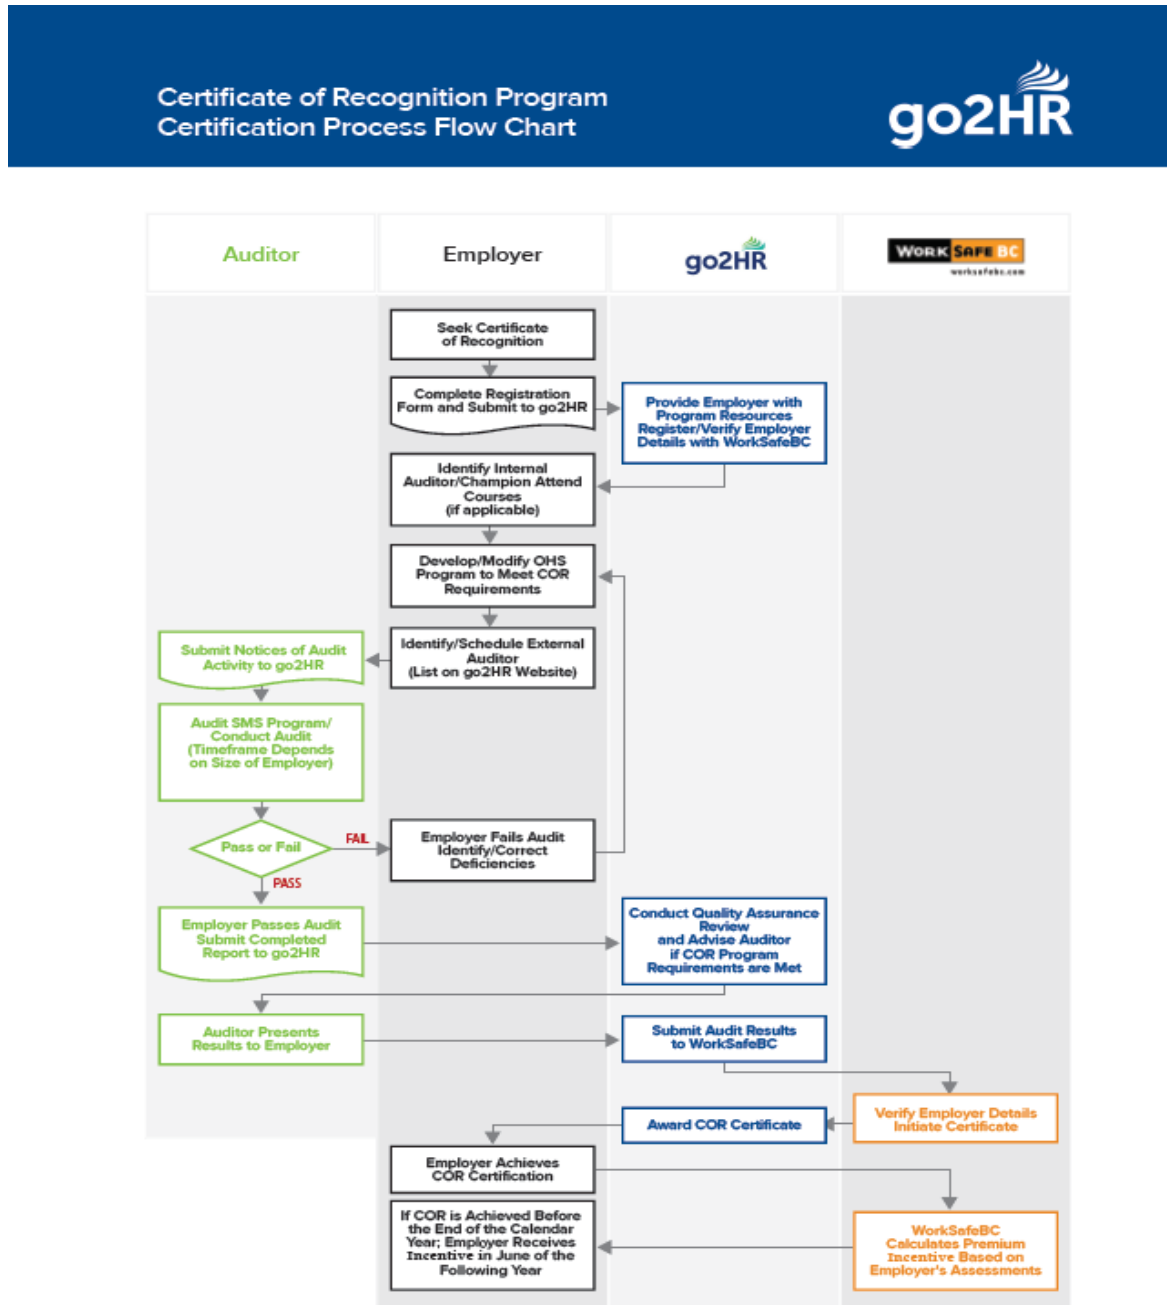 Certificate of Recognition Program
Certification Process Flow Chart
go2HR
Auditor
Employer
go2HR
WORK SAFE BC
worksafebc.com
Seek Certificate
of Recognition
Complete Registration
Form and Submit to go2HR
Provide Employer with
Program Resources
Register/Verify Employer
Details with WorkSafeBC
Identify Internal
Auditor/Champion Attend
Courses
(if applicable)
Develop/Modify OHS
Program to Meet COR
Requirements
Identify/Schedule External
Auditor
(List on go2HR Website)
Submit Notices of Audit
Activity to go2HR
Audit SMS Program/
Conduct Audit
(Timeframe Depends
on Size of Employer)
Pass or Fail
FAIL
Employer Fails Audit
Identify/Correct
Deficiencies
PASS
Employer Passes Audit
Submit Completed
Report to go2HR
Conduct Quality Assurance
Review
and Advise Auditor
if COR Program
Requirements are Met
Auditor Presents
Results to Employer
Submit Audit Results
to WorkSafeBC
Verify Employer Details
Initiate Certificate
Award COR Certificate
Employer Achieves
COR Certification
WorkSafeBC
Calculates Premium
Incentive Based on
Employer's Assessments
If COR is Achieved Before
the End of the Calendar
Year; Employer Receives
Incentive in June of the
Following Year